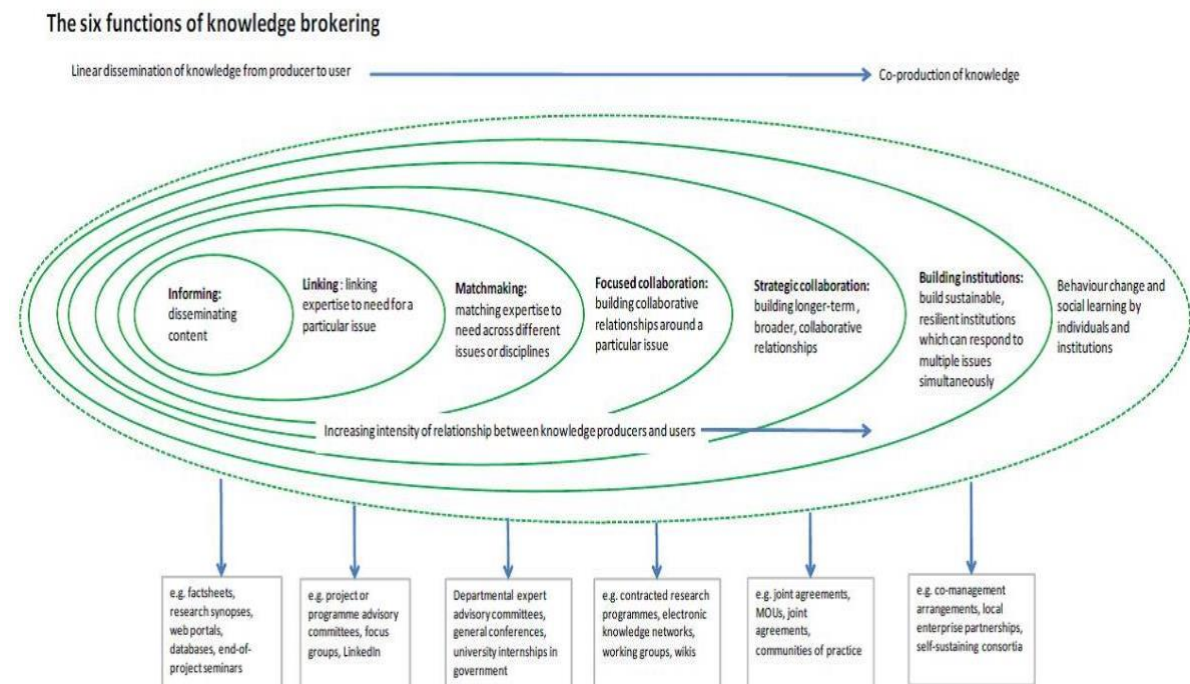 The six functions of knowledge brokering
Linear dissemination of knowledge from producer to user
Co-production of knowledge
Informing:
disseminating
content
Linking : linking
expertise to need for a
particular issue
Matchmaking:
matching expertise to
need across different
issues or disciplines
Focused collaboration:
building collaborative
relationships around a
particular issue
Strategic collaboration:
building longer-term ,
broader, collaborative
relationships
Building institutions:
build sustainable,
resilient institutions
which can respond to
multiple issues
simultaneously
Behaviour change and
social learning by
individuals and
institutions
Increasing intensity of relationship between knowledge producers and users
e.g. factsheets,
research synopses,
web portals,
databases, end-of-
project seminars
e.g. project or
programme advisory
committees, focus
groups, LinkedIn
Departmental expert
advisory committees,
general conferences,
university internships in
government
e.g. contracted research
programmes, electronic
knowledge networks,
working groups, wikis
e.g. joint agreements,
MOUs, joint
agreements,
communities of practice
e.g. co-management
arrangements, local
enterprise partnerships,
self-sustaining consortia